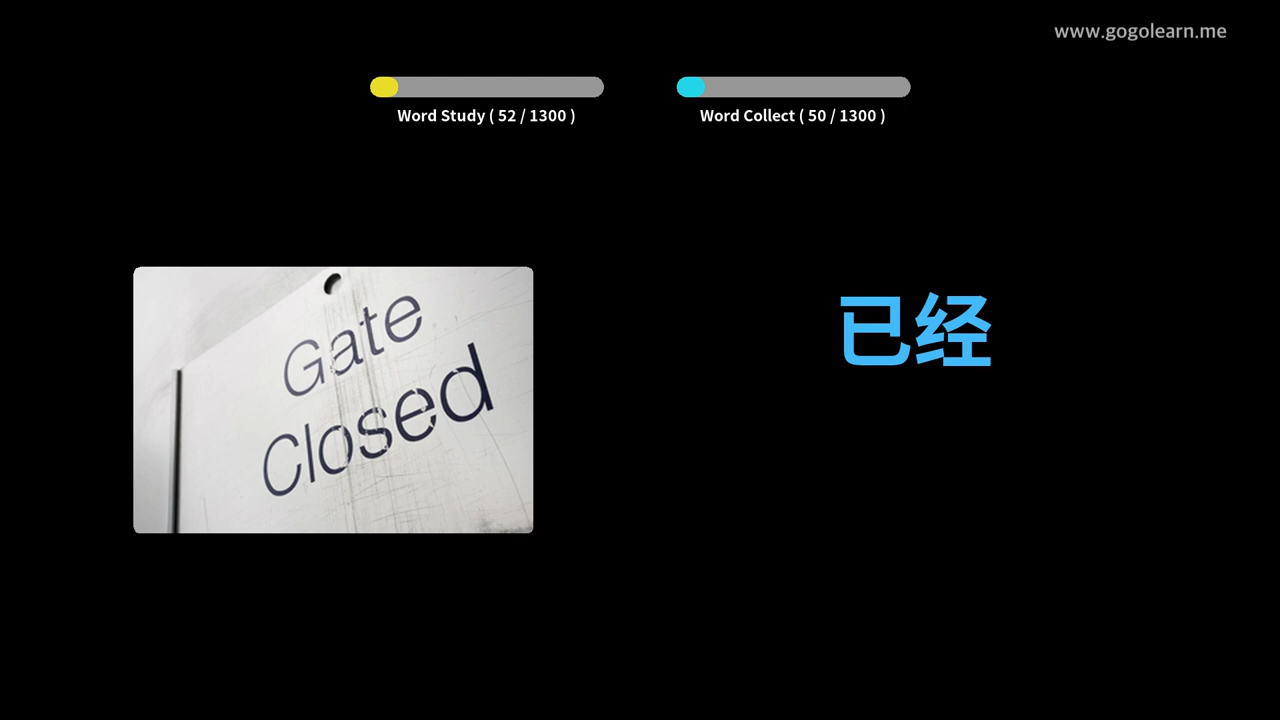 www.gogolearn.me
Word Study ( 52 / 1300 )
Word Collect ( 50 / 1300 )
Gate
Closed
已经